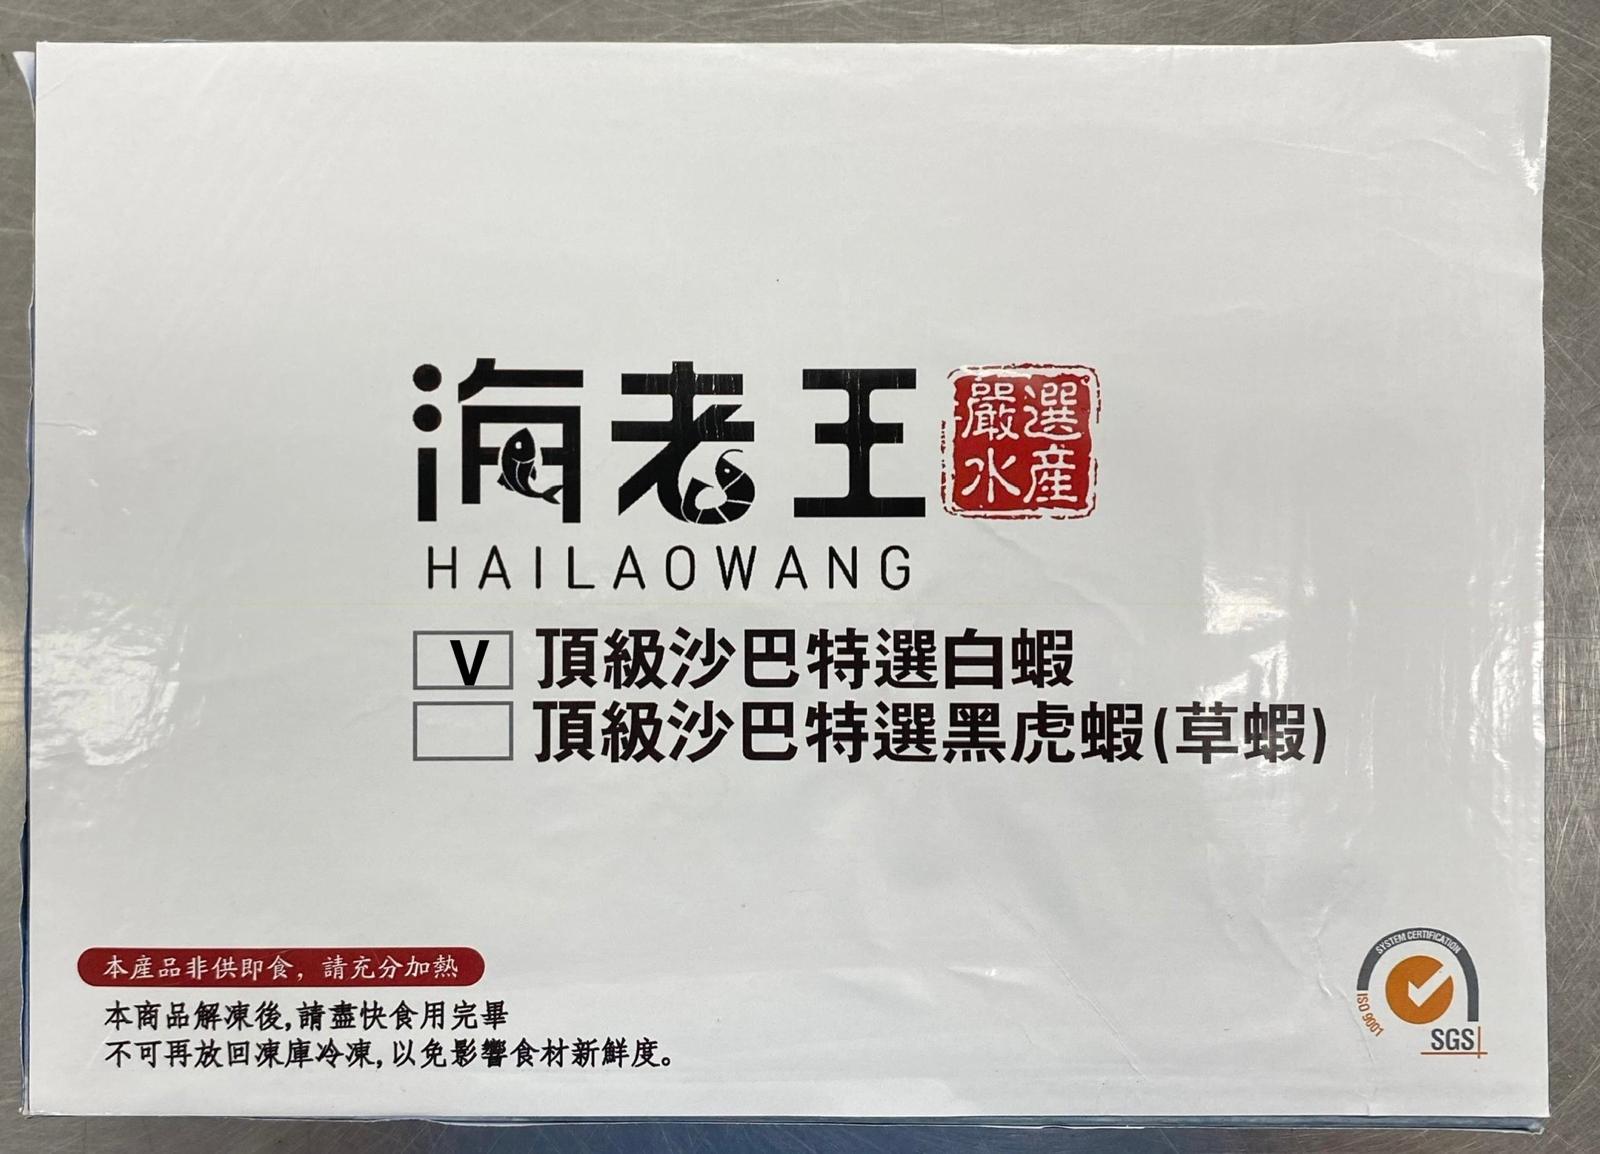 海老王
嚴選
水産
HAILAOWANG
V 頂級沙巴特選白蝦
頂級沙巴特選黑虎蝦(草蝦)
本產品非供即食，請充分加熱
本商品解凍後,請盡快食用完畢
不可再放回凍庫冷凍,以免影響食材新鮮度。
SYSTEM CERTIFICATION
ISO 9001
SGS